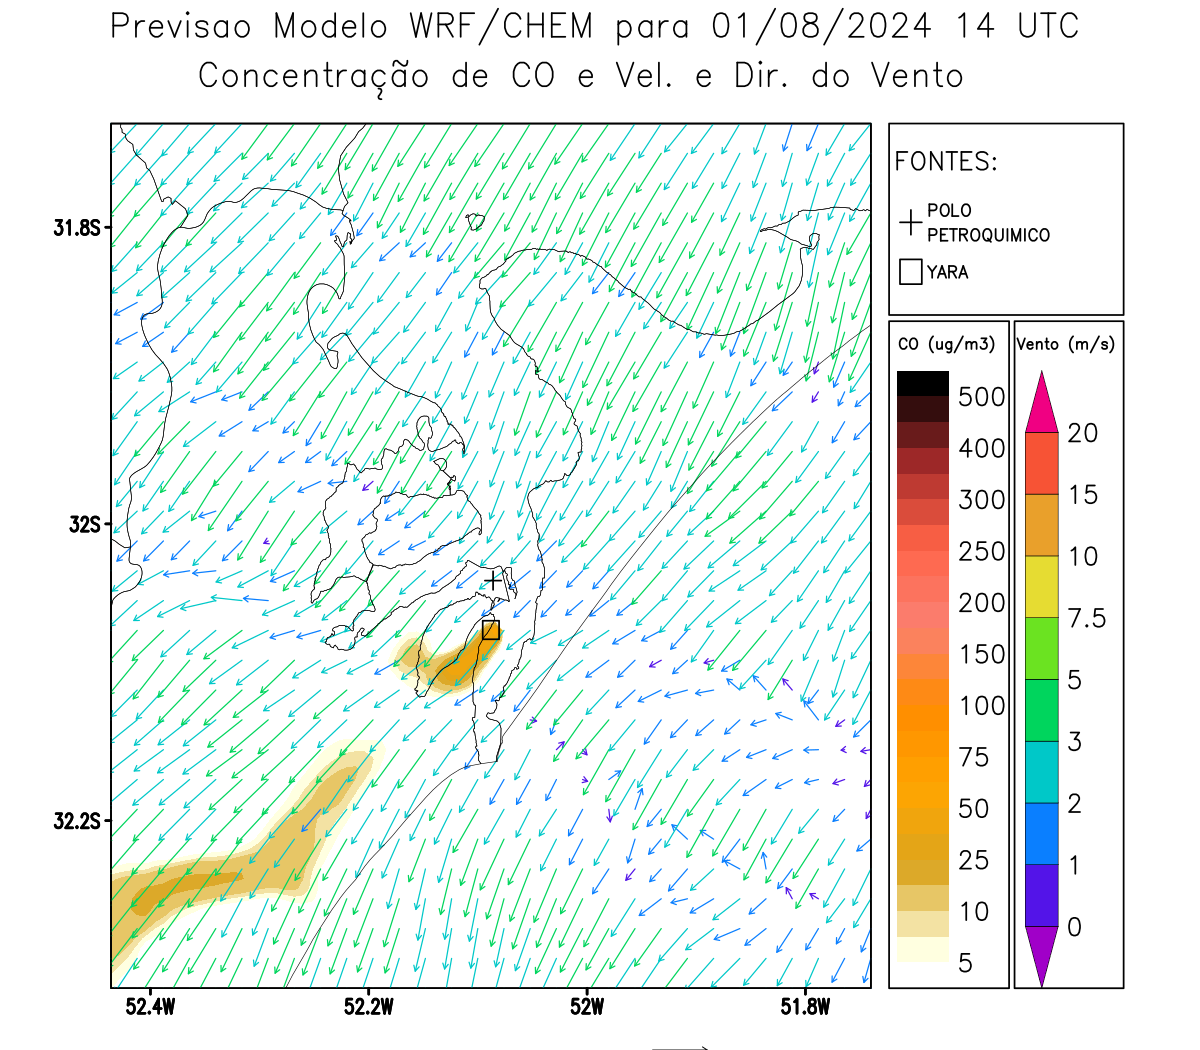 Previsao Modelo WRF/CHEM para 01/08/2024 14 UTC
Concentração de CO e Vel. e Dir. do Vento
FONTES:
POLO
PETROQUIMICO
YARA
31.8S
32S
32.2S
52.4W
52.2W
52W
51.8W
CO (ug/m3)
500
400
300
250
200
150
100
75
50
25
10
5
Vento (m/s)
20
15
10
7.5
5
3
2
1
0